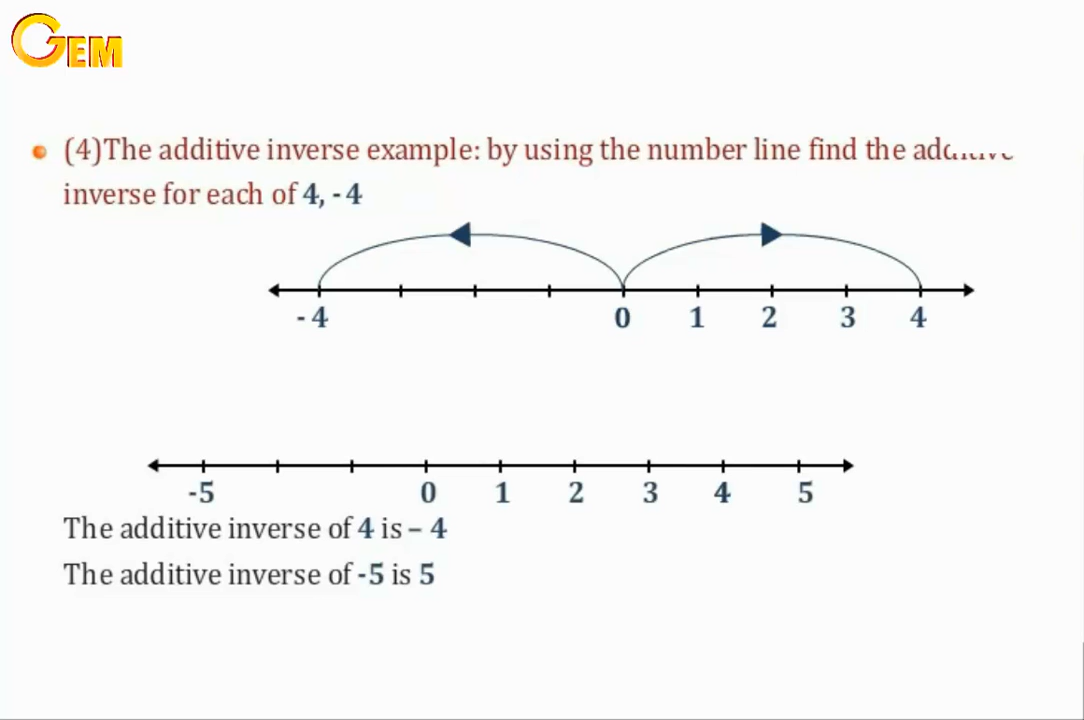 GEM
(4)The additive inverse example: by using the number line find the additive
inverse for each of 4, - 4
- 4 0 1 2 3 4
-5 0 1 2 3 4 5
The additive inverse of 4 is – 4
The additive inverse of -5 is 5